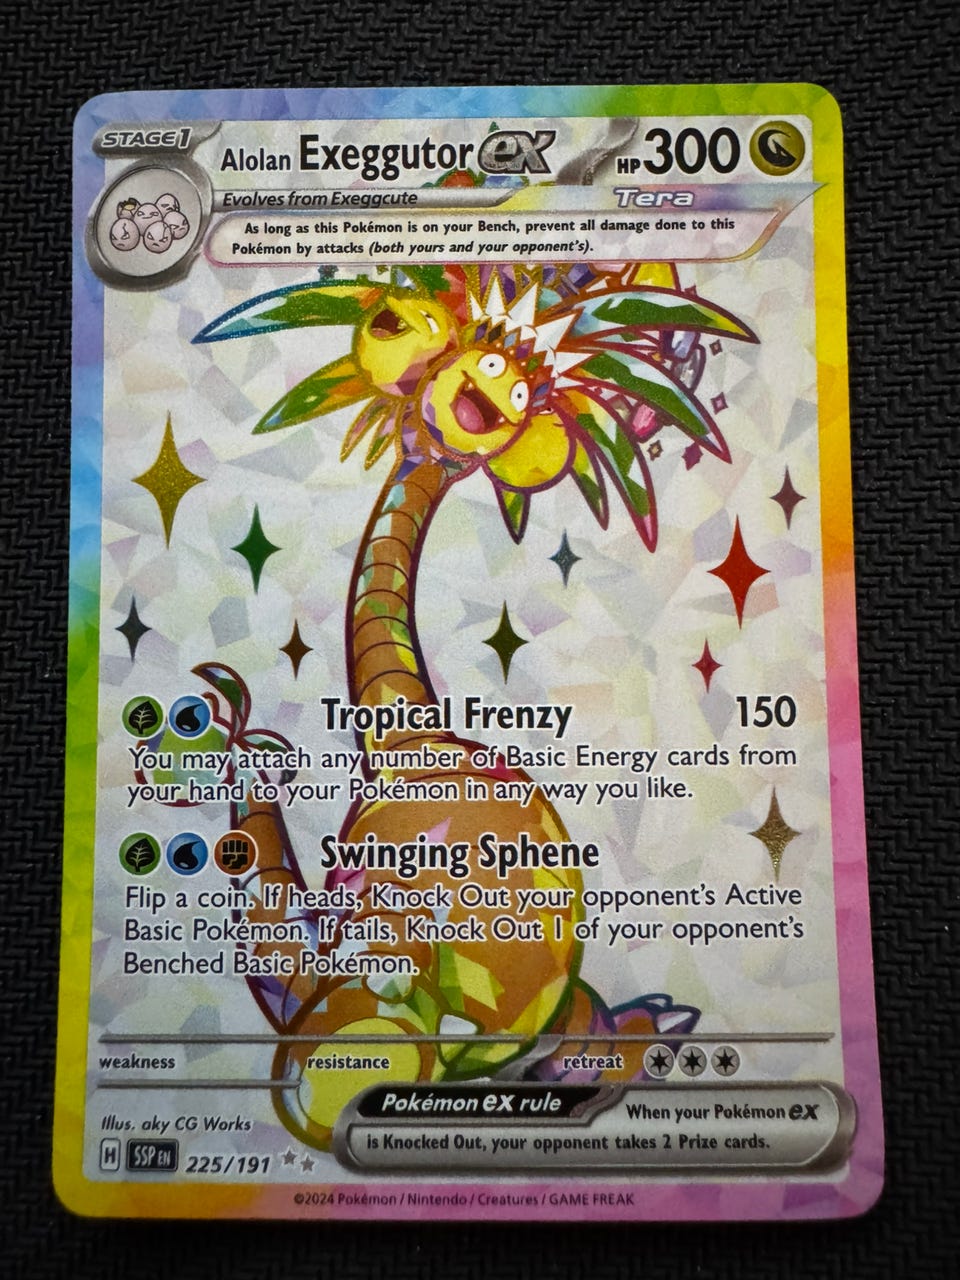 STAGE1
Alolan Exeggutor ex HP300
Evolves from Exeggcute
Tera
As long as this Pokémon is on your Bench, prevent all damage done to this
Pokémon by attacks (both yours and your opponent's).
Tropical Frenzy 150
You may attach any number of Basic Energy cards from
your hand to your Pokémon in any way you like.
Swinging Sphene
Flip a coin. If heads, Knock Out your opponent's Active
Basic Pokémon. If tails, Knock Out 1 of your opponent's
Benched Basic Pokémon.
weakness resistance retreat
Pokémon ex rule
When your Pokémon ex
is Knocked Out, your opponent takes 2 Prize cards.
Illus. aky CG Works
H SSP EN 225/191
©2024 Pokémon / Nintendo / Creatures / GAME FREAK